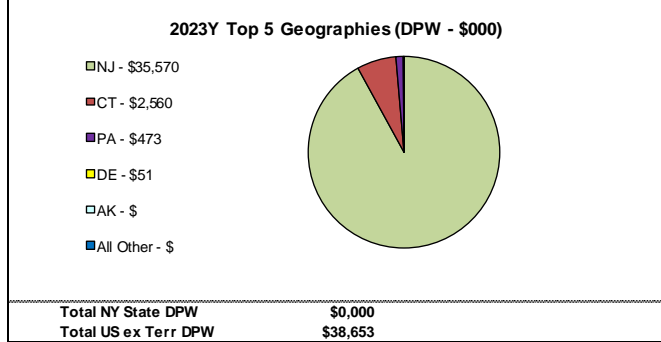 2023Y Top 5 Geographies (DPW - $000)
NJ - $35,570
CT - $2,560
PA - $473
DE - $51
AK - $
All Other - $
Total NY State DPW $0,000
Total US ex Terr DPW $38,653